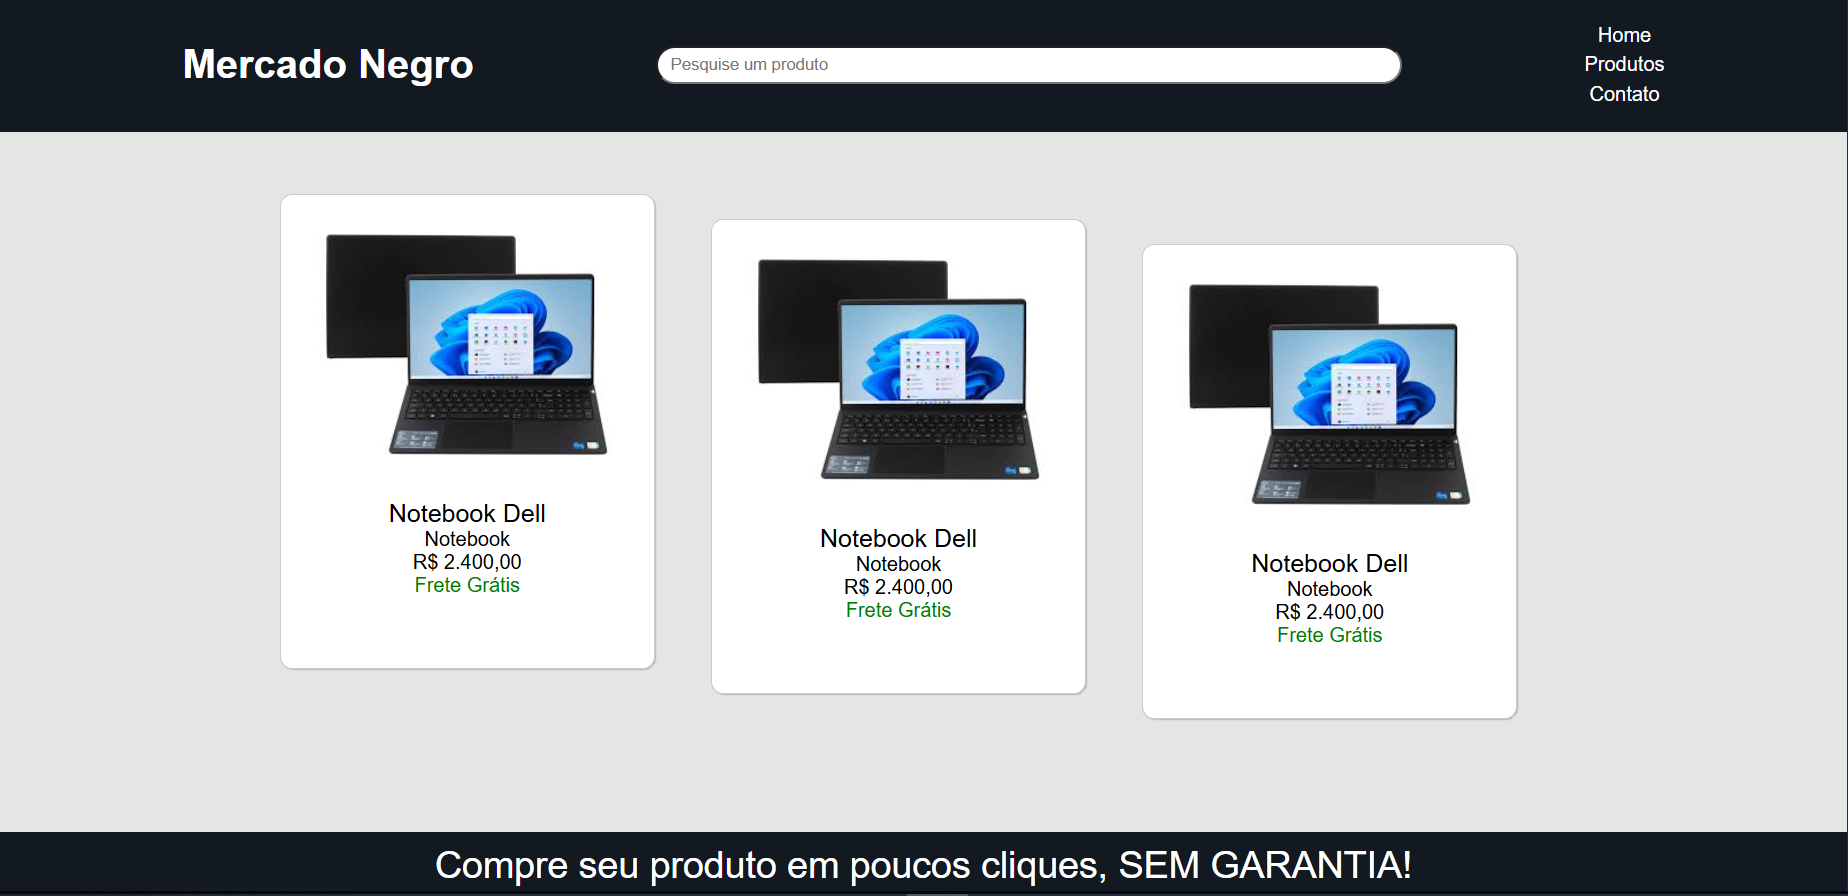 Mercado Negro
Pesquise um produto
Home
Produtos
Contato
Notebook Dell
Notebook
R$ 2.400,00
Frete Grátis
Notebook Dell
Notebook
R$ 2.400,00
Frete Grátis
Notebook Dell
Notebook
R$ 2.400,00
Frete Grátis
Compre seu produto em poucos cliques, SEM GARANTIA!